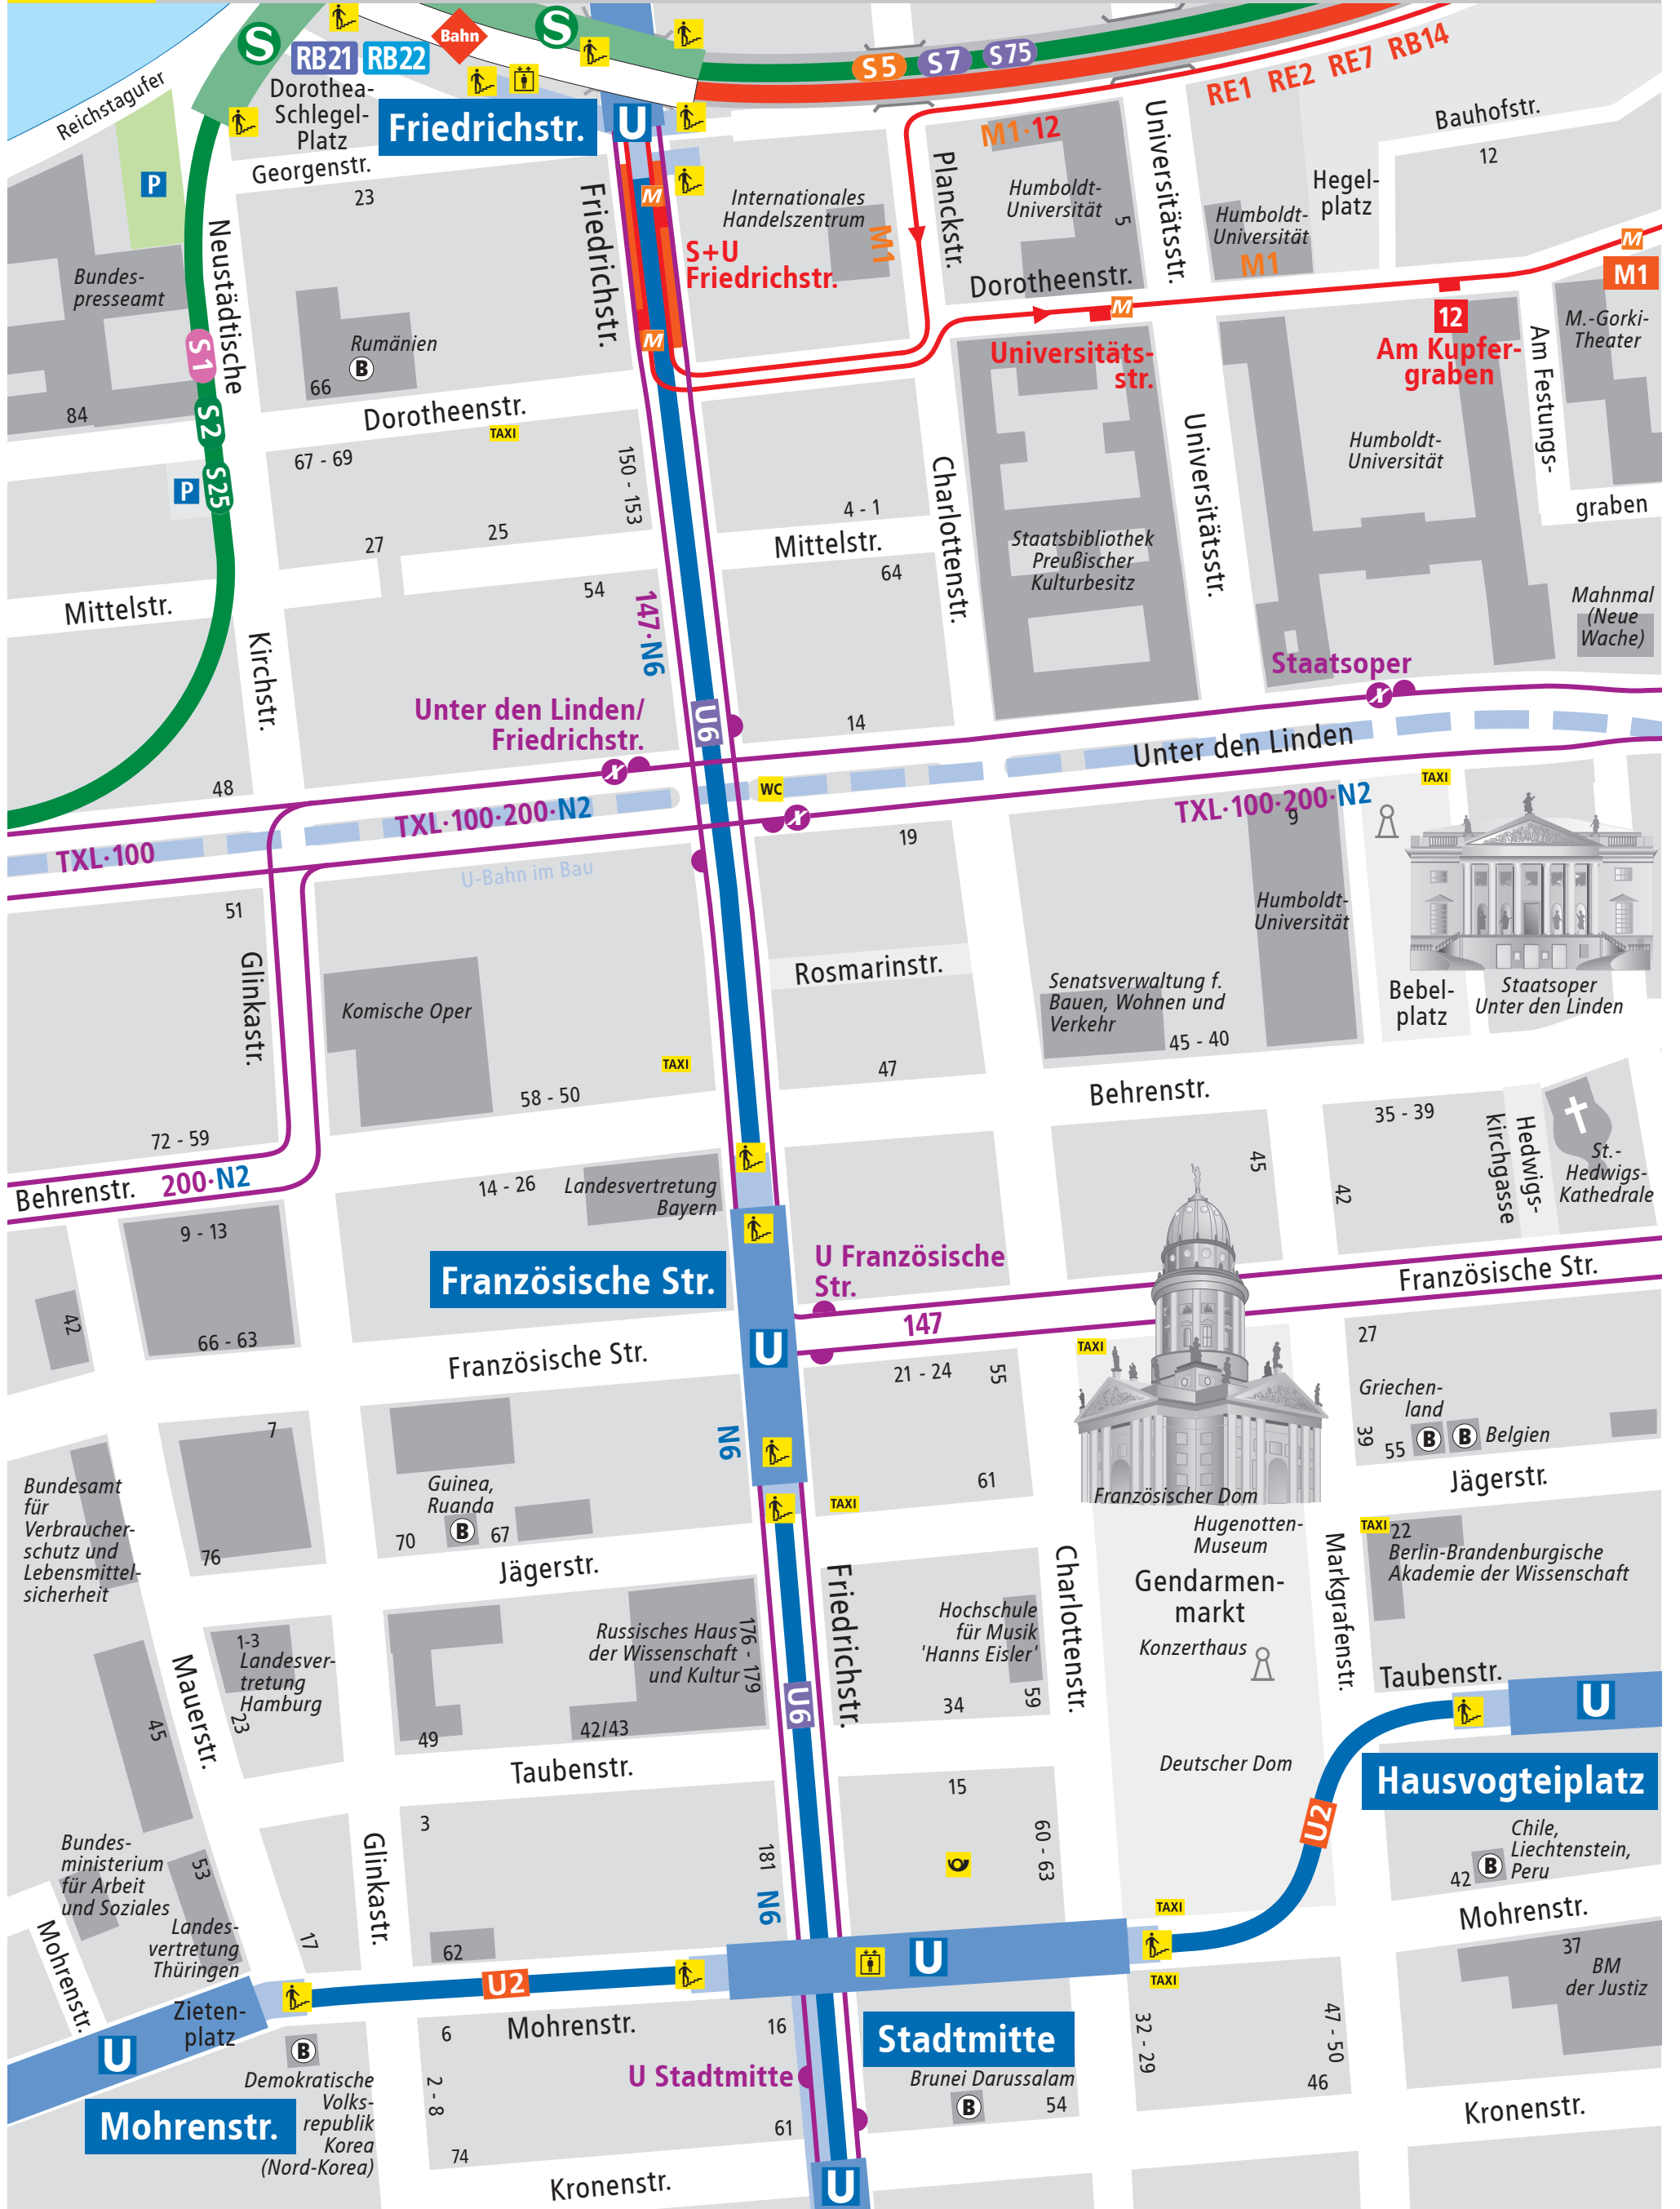 S
RB21
RB22
Bahn
S
S 5
S 7
S75
RE1 RE2 RE7 RB14
Reichstagufer
Dorothea-
Schlegel-
Platz
Friedrichstr.
U
Georgenstr.
P
23
Neustädtische
Bundes-
presseamt
Rumänien
B
66
84
S1
S2
S25
P
Friedrichstr.
M
M
S+U
Friedrichstr.
Internationales
Handelszentrum
M1
M1·12
Planckstr.
Humboldt-
Universität
5
Universitätsstr.
Humboldt-
Universität
M1
Hegel-
platz
Bauhofstr.
12
M
M1
Dorotheenstr.
M
Universitäts-
str.
12
Am Kupfer-
graben
M.-Gorki-
Theater
Am Festungs-
graben
Dorotheenstr.
TAXI
67 - 69
150 - 153
27
25
4 - 1
Mittelstr.
64
54
Mittelstr.
Kirchstr.
147·N6
Charlottenstr.
Staatsbibliothek
Preußischer
Kulturbesitz
Universitätsstr.
Humboldt-
Universität
Mahnmal
(Neue
Wache)
Staatsoper
X
Unter den Linden/
Friedrichstr.
X
U6
14
Unter den Linden
48
WC
X
TXL·100·200·N2
TXL·100·200·N2
TXL·100
U-Bahn im Bau
TAXI
9
19
51
Glinkastr.
Komische Oper
Rosmarinstr.
Humboldt-
Universität
Senatsverwaltung f.
Bauen, Wohnen und
Verkehr
45 - 40
Bebel-
platz
Staatsoper
Unter den Linden
TAXI
47
58 - 50
Behrenstr.
72 - 59
35 - 39
Behrenstr.
200·N2
14 - 26
Landesvertretung
Bayern
45
42
Hedwigs-
kirchgasse
St.-
Hedwigs-
Kathedrale
9 - 13
42
66 - 63
Französische Str.
U Französische
Str.
147
Französische Str.
U
Französische Str.
TAXI
27
21 - 24
55
Griechen-
land
39
55
B
B
Belgien
7
N6
61
Jägerstr.
Bundesamt
für
Verbraucher-
schutz und
Lebensmittel-
sicherheit
Guinea,
Ruanda
B
70
67
76
TAXI
Französischer Dom
Hugenotten-
Museum
TAXI
22
Berlin-Brandenburgische
Akademie der Wissenschaft
Jägerstr.
Friedrichstr.
Charlottenstr.
Gendarmen-
markt
Konzerthaus
Markgrafenstr.
Hochschule
für Musik
'Hanns Eisler'
34
59
Russisches Haus
der Wissenschaft
und Kultur
176 - 179
42/43
49
U6
1-3
Landesver-
tretung
Hamburg
23
Mauerstr.
45
Taubenstr.
U
Taubenstr.
Deutscher Dom
Hausvogteiplatz
15
3
60 - 63
U2
Chile,
Liechtenstein,
Peru
B
42
Glinkastr.
181
N6
Bundes-
ministerium
für Arbeit
und Soziales
53
TAXI
Mohrenstr.
Landes-
vertretung
Thüringen
17
62
37
BM
der Justiz
U
TAXI
U2
Mohrenstr.
Zieten-
platz
U
B
Demokratische
Volks-
republik
Korea
(Nord-Korea)
Mohrenstr.
6
Mohrenstr.
16
Stadtmitte
U Stadtmitte
Brunei Darussalam
B
54
32 - 29
47 - 50
46
2 - 8
61
74
Kronenstr.
Kronenstr.
U